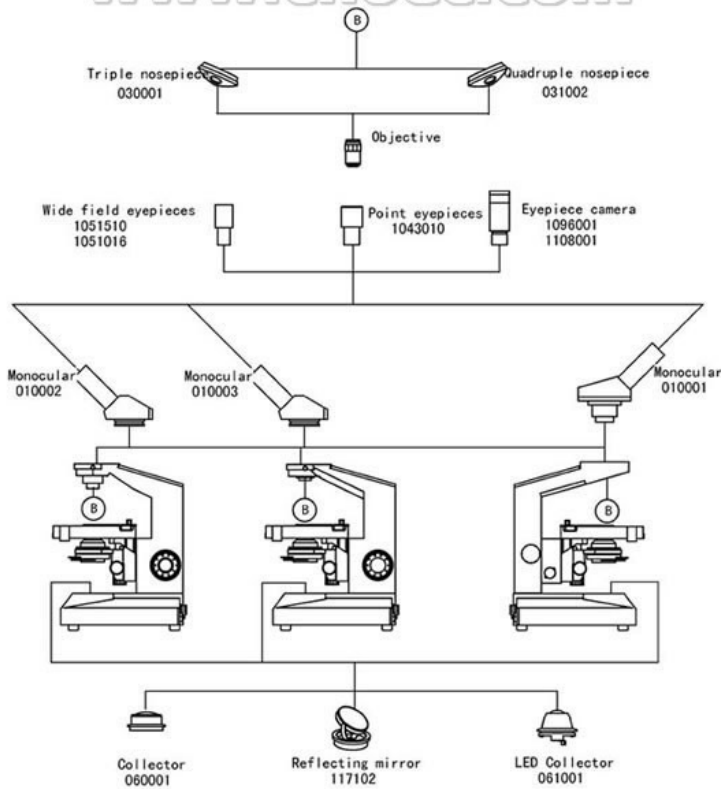 B
Triple nosepiece
030001
Quadruple nosepiece
031002
Objective
Wide field eyepieces
1051510
1051016
Point eyepieces
1043010
Eyepiece camera
1096001
1108001
Monocular
010002
Monocular
010003
Monocular
010001
B
B
B
Collector
060001
Reflecting mirror
117102
LED Collector
061001